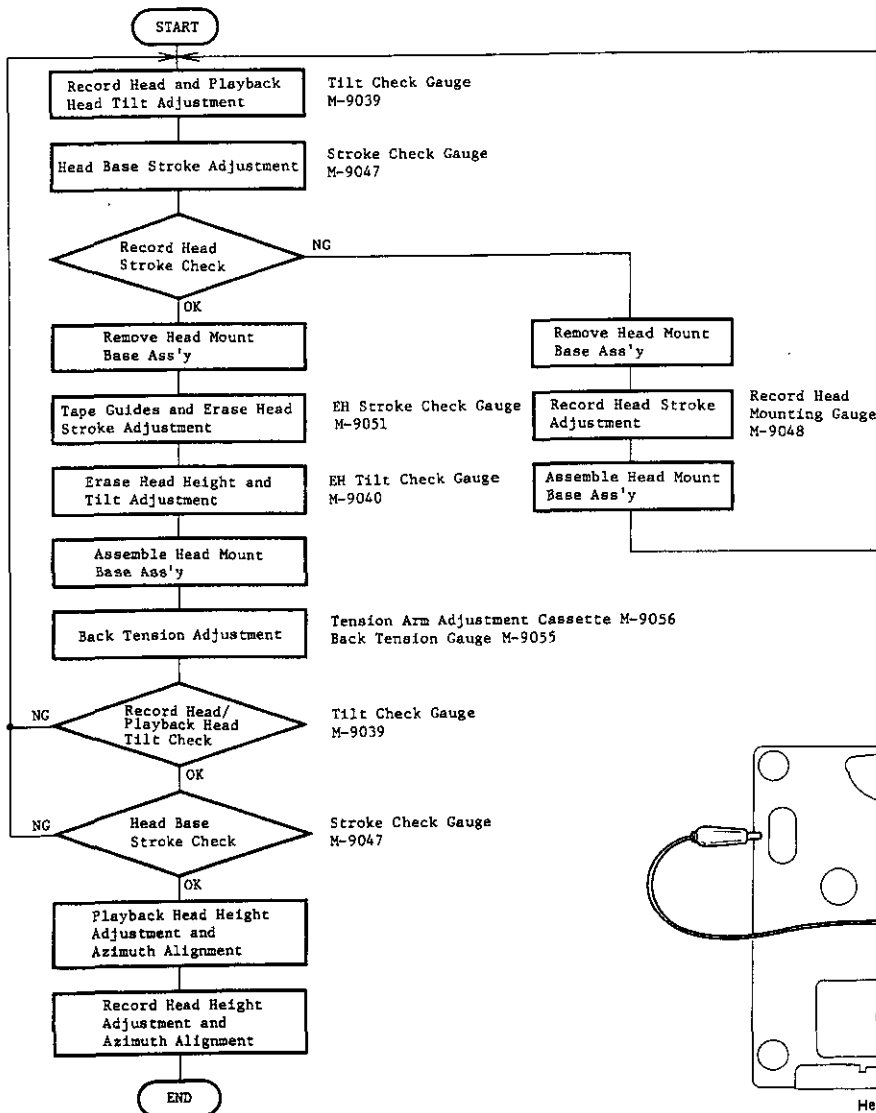 START
Record Head and Playback
Head Tilt Adjustment
Tilt Check Gauge
M-9039
Head Base Stroke Adjustment
Stroke Check Gauge
M-9047
Record Head
Stroke Check
NG
OK
Remove Head Mount
Base Ass'y
Remove Head Mount
Base Ass'y
Tape Guides and Erase Head
Stroke Adjustment
EH Stroke Check Gauge
M-9051
Record Head Stroke
Adjustment
Record Head
Mounting Gauge
M-9048
Erase Head Height and
Tilt Adjustment
EH Tilt Check Gauge
M-9040
Assemble Head Mount
Base Ass'y
Assemble Head Mount
Base Ass'y
Back Tension Adjustment
Tension Arm Adjustment Cassette M-9056
Back Tension Gauge M-9055
NG
Record Head/
Playback Head
Tilt Check
Tilt Check Gauge
M-9039
OK
NG
Head Base
Stroke Check
Stroke Check Gauge
M-9047
OK
Playback Head Height
Adjustment and
Azimuth Alignment
Record Head Height
Adjustment and
Azimuth Alignment
END
He